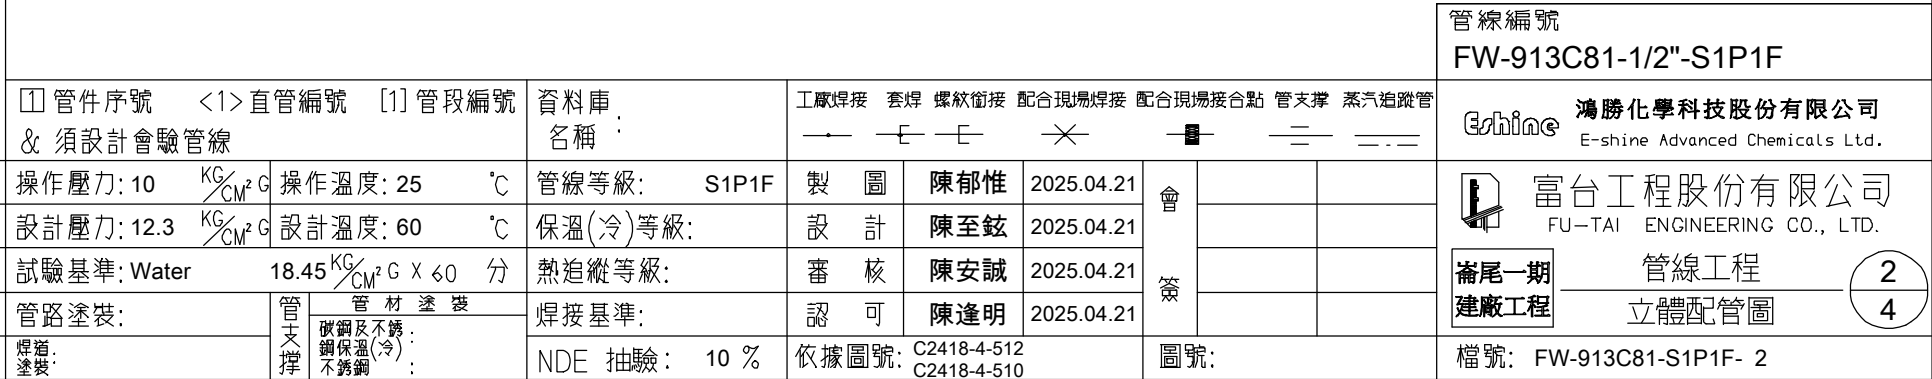 管線編號
FW-913C81-1/2"-S1P1F
1 管件序號 <1>直管編號 [1]管段編號
& 須設計會驗管線
資料庫名稱:
工廠焊接 套焊 螺紋銜接 配合現場焊接 配合現場接合點 管支撐 蒸汽追蹤管
Eshine 鴻勝化學科技股份有限公司
E-shine Advanced Chemicals Ltd.
操作壓力: 10 KG/CM² G 操作溫度: 25 °C 管線等級: S1P1F 製圖 陳郁惟 2025.04.21 會簽
富台工程股份有限公司
FU-TAI ENGINEERING CO., LTD.
設計壓力: 12.3 KG/CM² G 設計溫度: 60 °C 保溫(冷)等級: 設計 陳至鉉 2025.04.21
試驗基準: Water 18.45 KG/CM² G X 60 分 熱追縱等級: 審核 陳安誠 2025.04.21
崙尾一期
建廠工程
管線工程
立體配管圖
2
4
管路塗裝: 管支撐 管材塗裝 焊接基準: 認可 陳逢明 2025.04.21
焊道塗裝:
碳鋼及不銹鋼保溫(冷):
不銹鋼:
NDE 抽驗: 10 %
依據圖號: C2418-4-512
C2418-4-510
圖號:
檔號: FW-913C81-S1P1F- 2